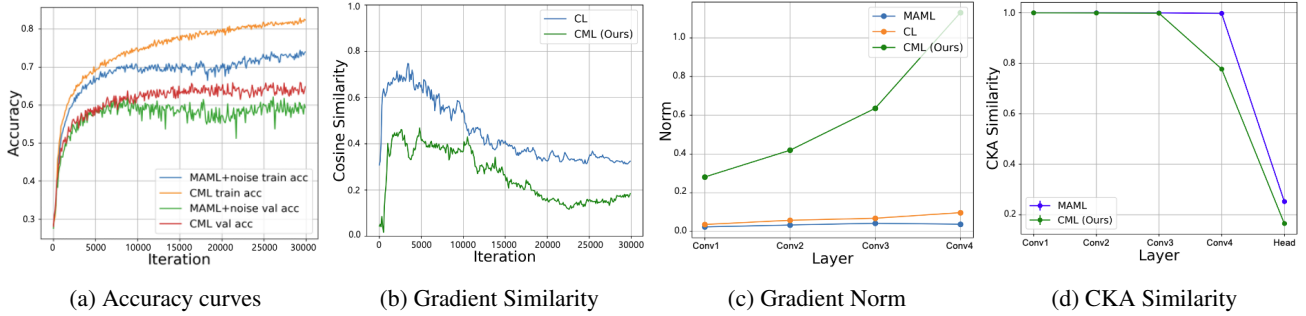 Accuracy
0.8
0.7
0.6
0.5
0.4
0.3
MAML+noise train acc
CML train acc
MAML+noise val acc
CML val acc
0 5000 10000 15000 20000 25000 30000
Iteration
(a) Accuracy curves
Cosine Similarity
1.0
0.8
0.6
0.4
0.2
0.0
CL
CML (Ours)
0 5000 10000 15000 20000 25000 30000
Iteration
(b) Gradient Similarity
Norm
1.0
0.8
0.6
0.4
0.2
0.0
MAML
CL
CML (Ours)
Conv1 Conv2 Conv3 Conv4
Layer
(c) Gradient Norm
CKA Similarity
1.0
0.8
0.6
0.4
0.2
MAML
CML (Ours)
Conv1 Conv2 Conv3 Conv4 Head
Layer
(d) CKA Similarity